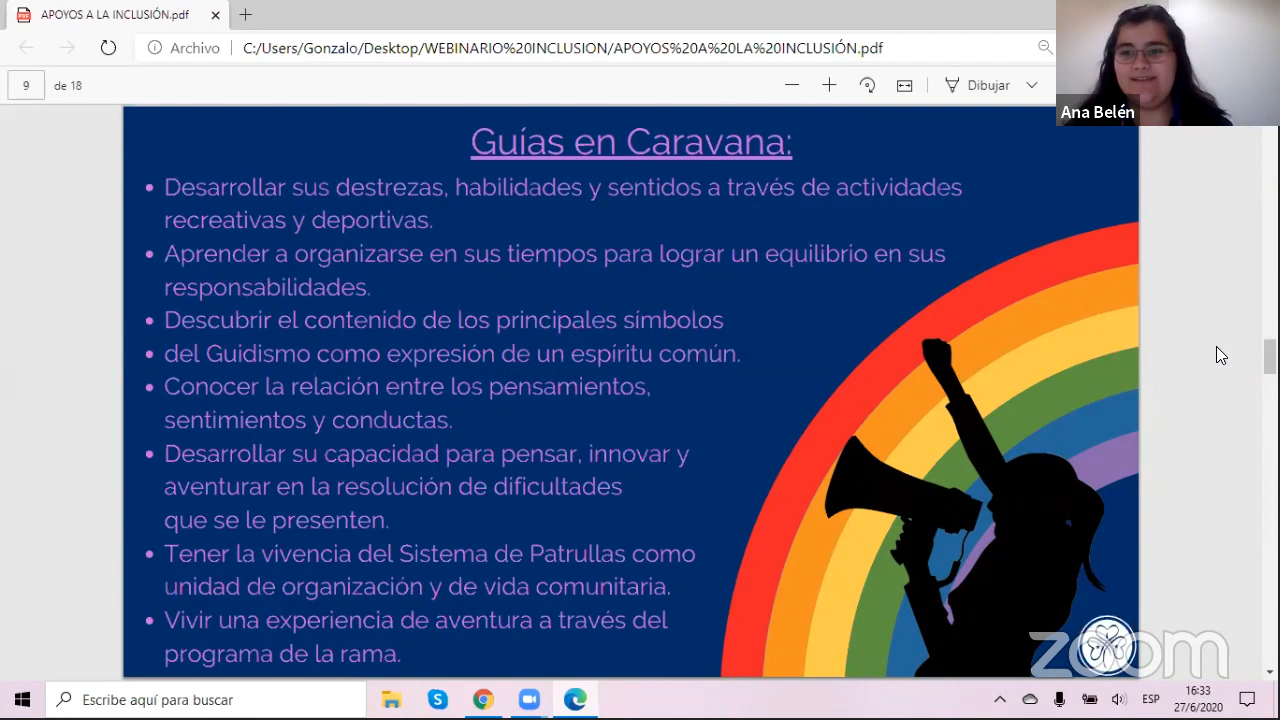 APOYOS A LA INCLUSIÓN.pdf
Archivo
C:/Users/Gonzalo/Desktop/WEBINARIO%20INCLUSION/APOYOS%20A%20LA%20INCLUSIÓN.pdf
9 de 18
Dibujar
Ana Belén
Guías en Caravana:
• Desarrollar sus destrezas, habilidades y sentidos a través de actividades
recreativas y deportivas.
• Aprender a organizarse en sus tiempos para lograr un equilibrio en sus
responsabilidades.
• Descubrir el contenido de los principales símbolos
• del Guidismo como expresión de un espíritu común.
• Conocer la relación entre los pensamientos,
sentimientos y conductas.
• Desarrollar su capacidad para pensar, innovar y
aventurar en la resolución de dificultades
que se le presenten.
• Tener la vivencia del Sistema de Patrullas como
unidad de organización y de vida comunitaria.
• Vivir una experiencia de aventura a través del
programa de la rama.
zoom
Escribe aquí para buscar
ESP
16:33
27/6/2020